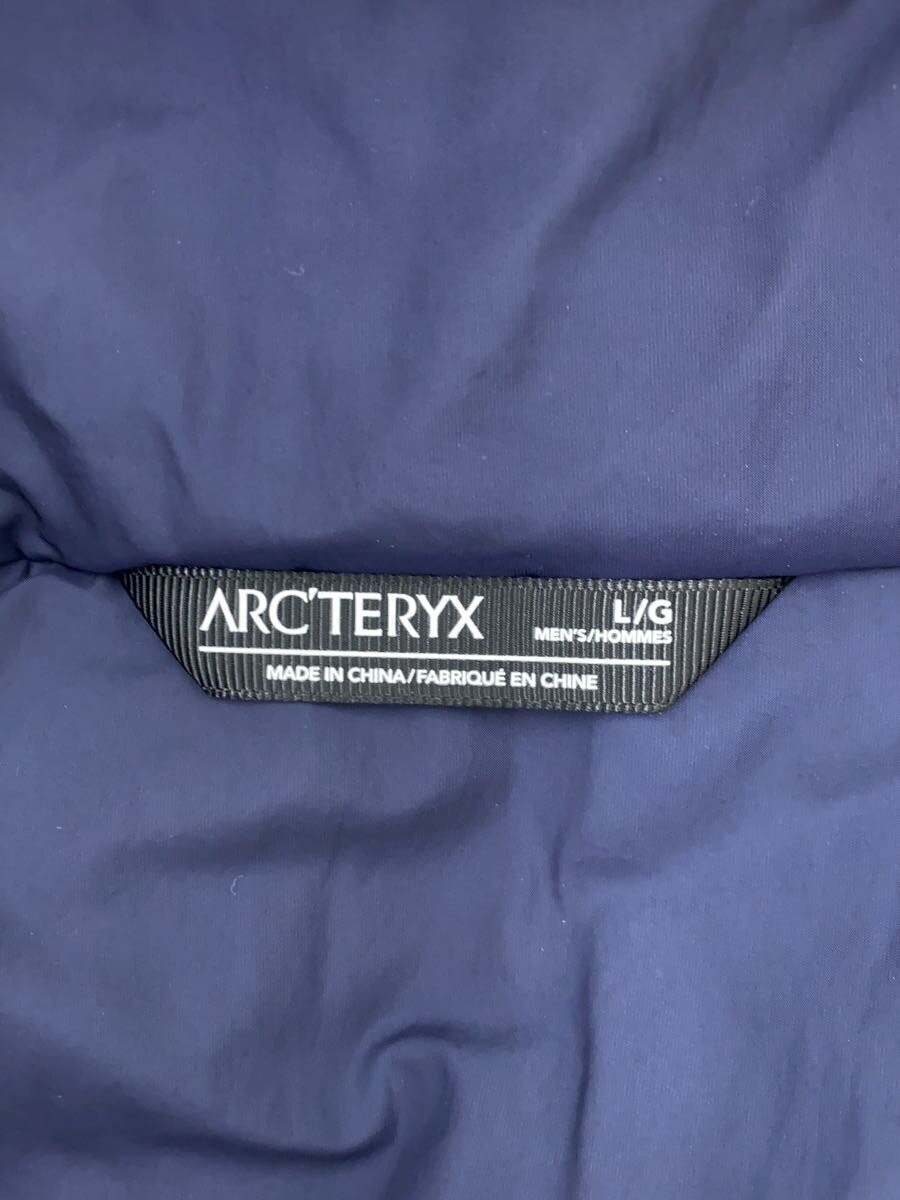 ARC'TERYX
L/G
MEN'S/HOMMES
MADE IN CHINA/FABRIQUÉ EN CHINE